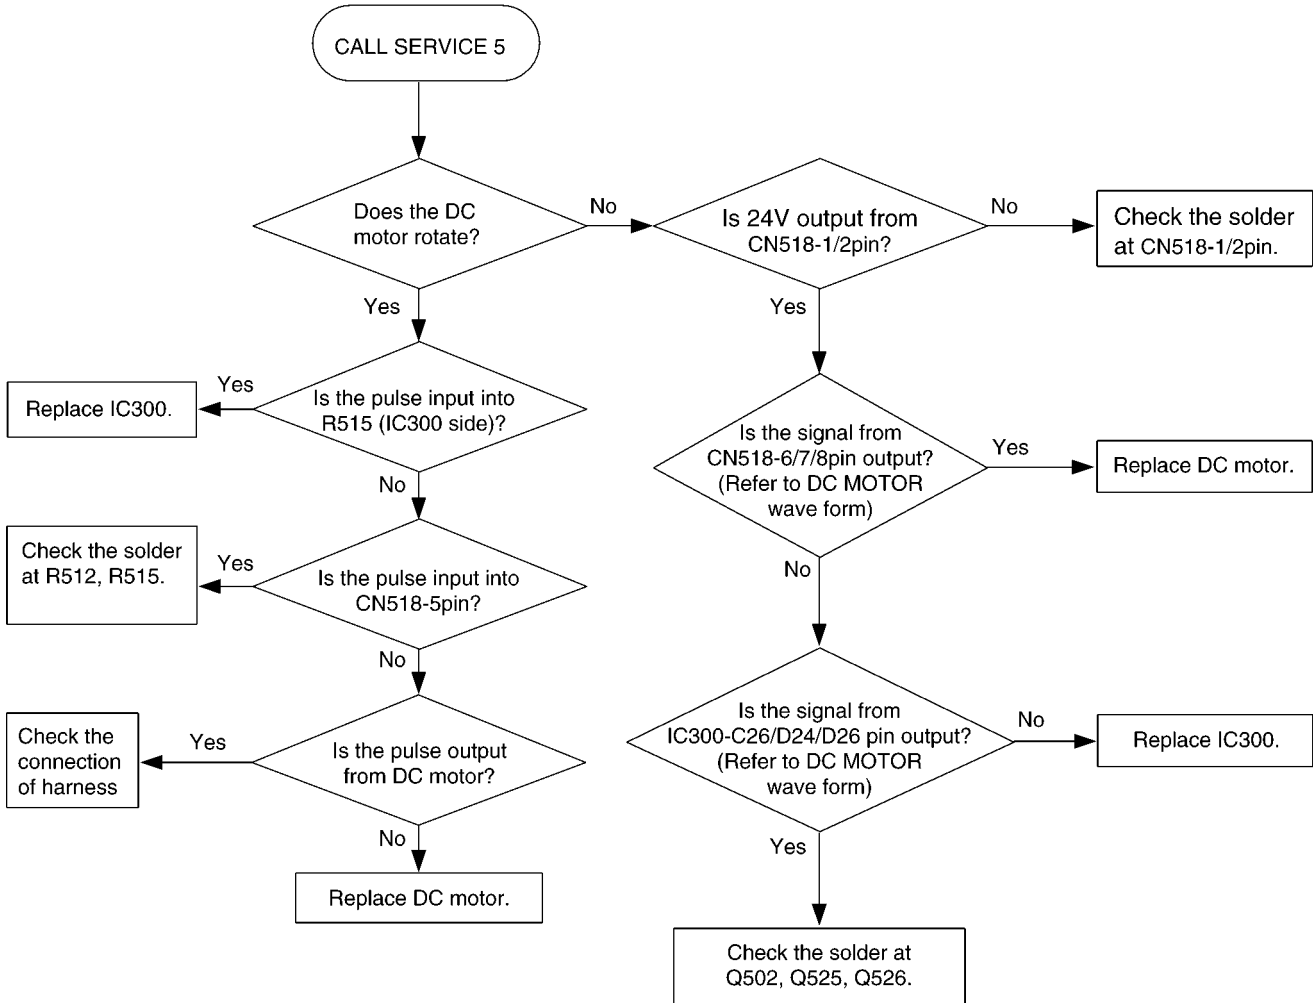 CALL SERVICE 5
Does the DC
motor rotate?
No
Is 24V output from
CN518-1/2pin?
No
Check the solder
at CN518-1/2pin.
Yes
Yes
Is the pulse input into
R515 (IC300 side)?
Yes
Replace IC300.
Is the signal from
CN518-6/7/8pin output?
(Refer to DC MOTOR
wave form)
Yes
Replace DC motor.
No
Is the pulse input into
CN518-5pin?
Yes
Check the solder
at R512, R515.
No
No
Is the pulse output
from DC motor?
Yes
Check the
connection
of harness
Is the signal from
IC300-C26/D24/D26 pin output?
(Refer to DC MOTOR
wave form)
No
Replace IC300.
No
Replace DC motor.
Yes
Check the solder at
Q502, Q525, Q526.